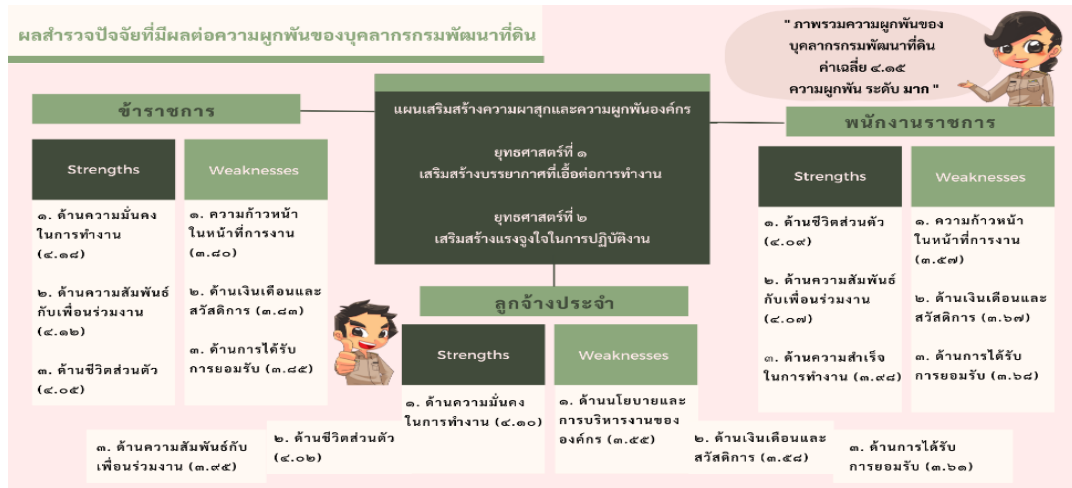 ผลสำรวจปัจจัยที่มีผลต่อความผูกพันของบุคลากรกรมพัฒนาที่ดิน
" ภาพรวมความผูกพันของ
บุคลากรกรมพัฒนาที่ดิน
ค่าเฉลี่ย ๔.๑๕
ความผูกพัน ระดับ มาก "
แผนเสริมสร้างความผาสุกและความผูกพันองค์กร
ยุทธศาสตร์ที่ ๑
เสริมสร้างบรรยากาศที่เอื้อต่อการทำงาน
ยุทธศาสตร์ที่ ๒
เสริมสร้างแรงจูงใจในการปฏิบัติงาน
ข้าราชการ
Strengths
๑. ด้านความมั่นคง
ในการทำงาน
(๔.๑๘)
๒. ด้านความสัมพันธ์
กับเพื่อนร่วมงาน
(๔.๑๒)
๓. ด้านชีวิตส่วนตัว
(๔.๐๕)
Weaknesses
๑. ความก้าวหน้า
ในหน้าที่การงาน
(๓.๘๐)
๒. ด้านเงินเดือนและ
สวัสดิการ (๓.๘๓)
๓. ด้านการได้รับ
การยอมรับ (๓.๘๕)
ลูกจ้างประจำ
Strengths
๑. ด้านความมั่นคง
ในการทำงาน (๔.๑๐)
๒. ด้านชีวิตส่วนตัว
(๔.๐๒)
๓. ด้านความสัมพันธ์กับ
เพื่อนร่วมงาน (๓.๙๕)
Weaknesses
๑. ด้านนโยบายและ
การบริหารงานของ
องค์กร (๓.๕๕)
๒. ด้านเงินเดือนและ
สวัสดิการ (๓.๕๘)
๓. ด้านการได้รับ
การยอมรับ (๓.๖๑)
พนักงานราชการ
Strengths
๑. ด้านชีวิตส่วนตัว
(๔.๐๙)
๒. ด้านความสัมพันธ์
กับเพื่อนร่วมงาน
(๔.๐๗)
๓. ด้านความสำเร็จ
ในการทำงาน (๓.๙๘)
Weaknesses
๑. ความก้าวหน้า
ในหน้าที่การงาน
(๓.๕๗)
๒. ด้านเงินเดือนและ
สวัสดิการ (๓.๖๗)
๓. ด้านการได้รับ
การยอมรับ (๓.๖๘)